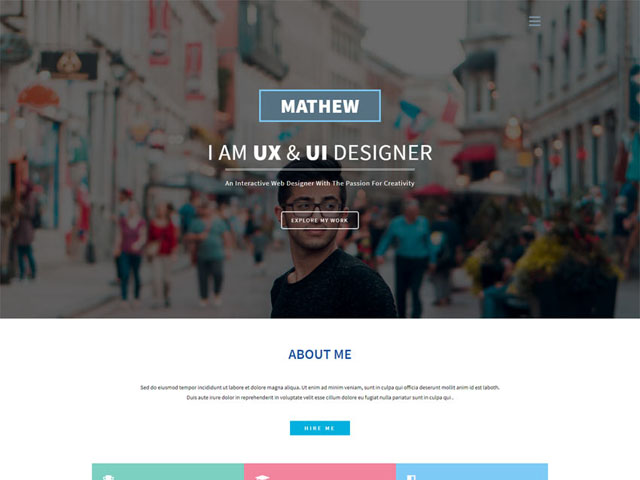 MATHEW
I AM UX & UI DESIGNER
An Interactive Web Designer With The Passion For Creativity
EXPLORE MY WORK
ABOUT ME
Sed do eiusmod tempor incididunt ut labore et dolore magna aliqua. Ut enim ad minim veniam, sunt in culpa qui officia deserunt mollit anim id est laboth.
Duis aute irure dolor in reprehenderit in voluptate velit esse cillum dolore eu fugiat nulla pariatur sunt in culpa qui .
HIRE ME